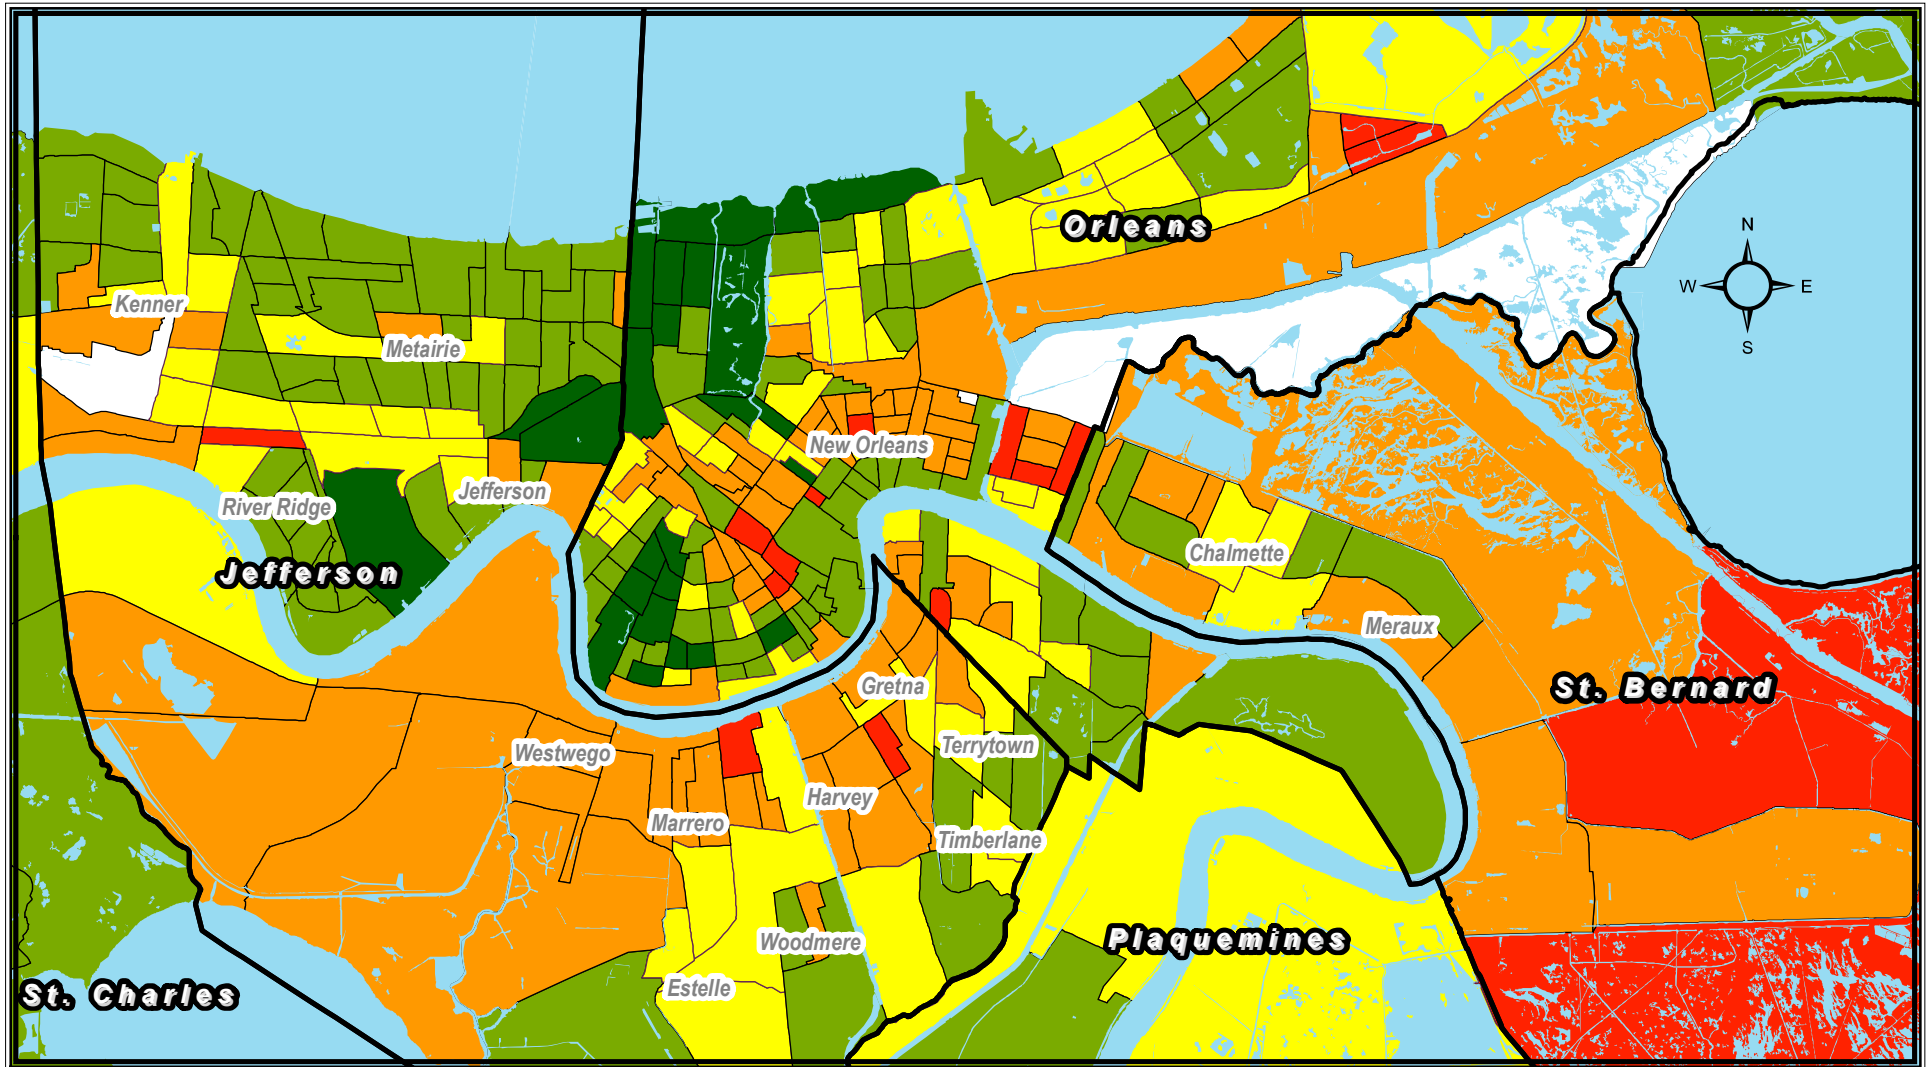 Orleans
N
W E
S
Kenner
Metairie
New Orleans
Jefferson
River Ridge
Chalmette
Jefferson
Meraux
Gretna
St. Bernard
Westwego
Terrytown
Harvey
Marrero
Timberlane
Plaquemines
Woodmere
Estelle
St. Charles